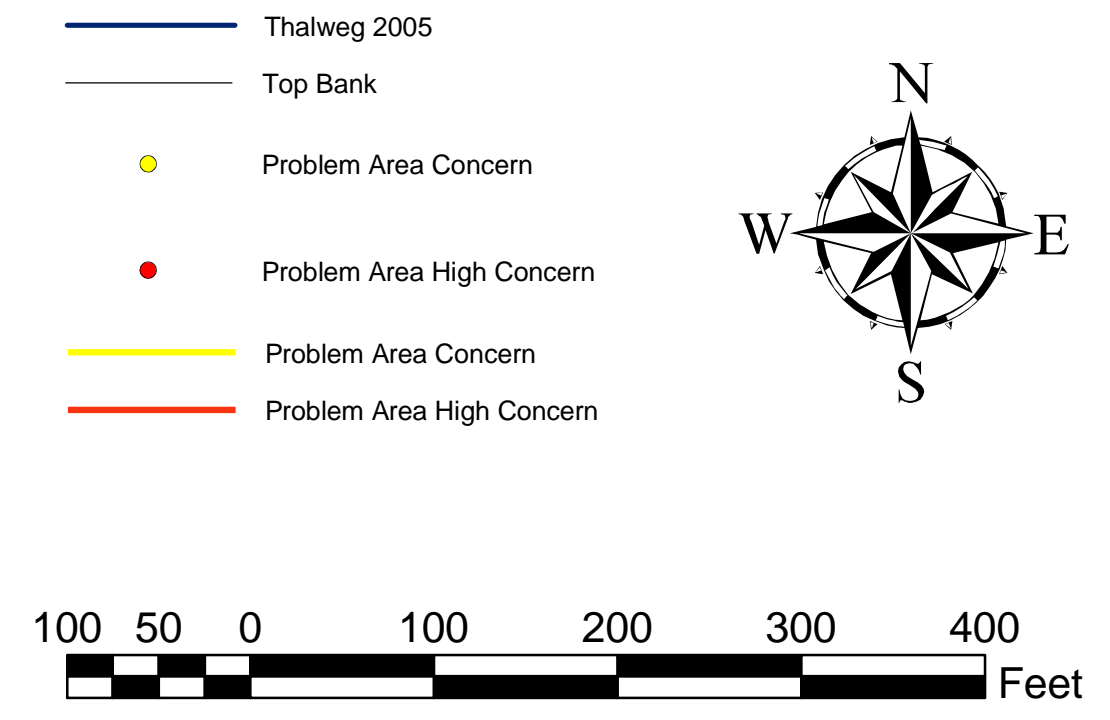 Thalweg 2005
Top Bank
Problem Area Concern
Problem Area High Concern
Problem Area Concern
Problem Area High Concern
N
W E
S
100 50 0 100 200 300 400
Feet